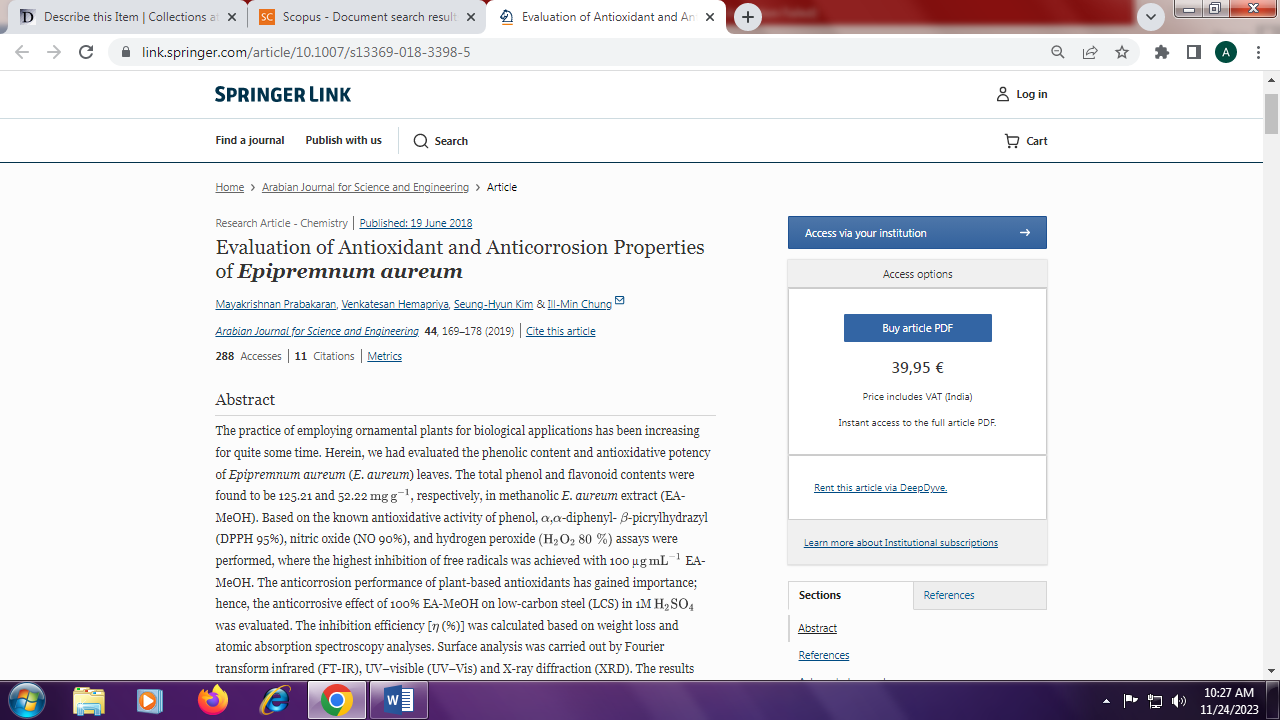 Describe this Item | Collections at
Scopus - Document search result
Evaluation of Antioxidant and An
link.springer.com/article/10.1007/s13369-018-3398-5
A
SPRINGER LINK
Log in
Find a journal Publish with us Search
Cart
Home > Arabian Journal for Science and Engineering > Article
Research Article - Chemistry | Published: 19 June 2018
Evaluation of Antioxidant and Anticorrosion Properties
of Epipremnum aureum
Mayakrishnan Prabakaran, Venkatesan Hemapriya, Seung-Hyun Kim & Ill-Min Chung
Arabian Journal for Science and Engineering 44, 169–178 (2019) | Cite this article
288 Accesses | 11 Citations | Metrics
Abstract
The practice of employing ornamental plants for biological applications has been increasing
for quite some time. Herein, we had evaluated the phenolic content and antioxidative potency
of Epipremnum aureum (E. aureum) leaves. The total phenol and flavonoid contents were
found to be 125.21 and 52.22 mg g⁻¹, respectively, in methanolic E. aureum extract (EA-
MeOH). Based on the known antioxidative activity of phenol, α,α-diphenyl- β-picrylhydrazyl
(DPPH 95%), nitric oxide (NO 90%), and hydrogen peroxide (H₂O₂ 80 %) assays were
performed, where the highest inhibition of free radicals was achieved with 100 μg mL⁻¹ EA-
MeOH. The anticorrosion performance of plant-based antioxidants has gained importance;
hence, the anticorrosive effect of 100% EA-MeOH on low-carbon steel (LCS) in 1M H₂SO₄
was evaluated. The inhibition efficiency [η (%)] was calculated based on weight loss and
atomic absorption spectroscopy analyses. Surface analysis was carried out by Fourier
transform infrared (FT-IR), UV–visible (UV–Vis) and X-ray diffraction (XRD). The results
Access via your institution →
Access options
Buy article PDF
39,95 €
Price includes VAT (India)
Instant access to the full article PDF.
Rent this article via DeepDyve.
Learn more about Institutional subscriptions
Sections References
Abstract
References
10:27 AM
11/24/2023